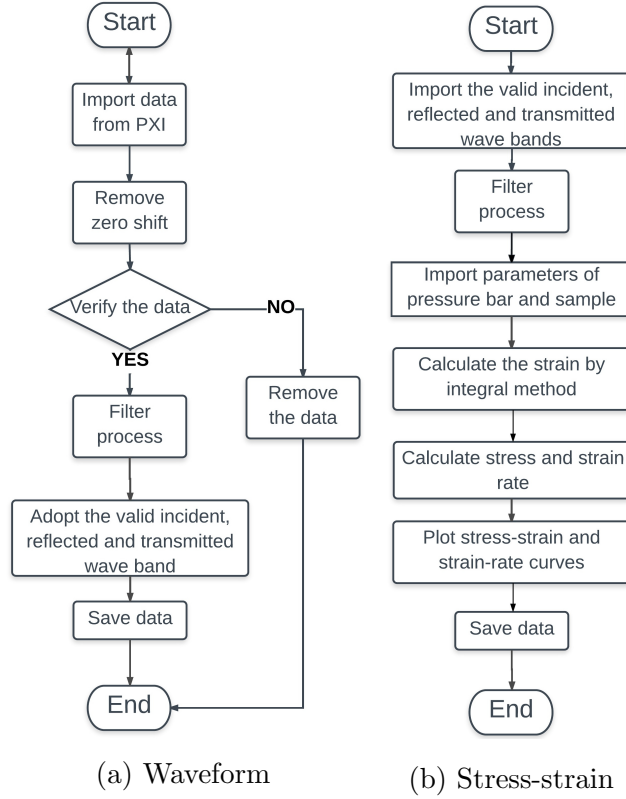 Start
Import data
from PXI
Remove
zero shift
Verify the data
NO
YES
Remove
the data
Filter
process
Adopt the valid incident,
reflected and transmitted
wave band
Save data
End
(a) Waveform
Start
Import the valid incident,
reflected and transmitted
wave bands
Filter
process
Import parameters of
pressure bar and sample
Calculate the strain by
integral method
Calculate stress and strain
rate
Plot stress-strain and
strain-rate curves
Save data
End
(b) Stress-strain